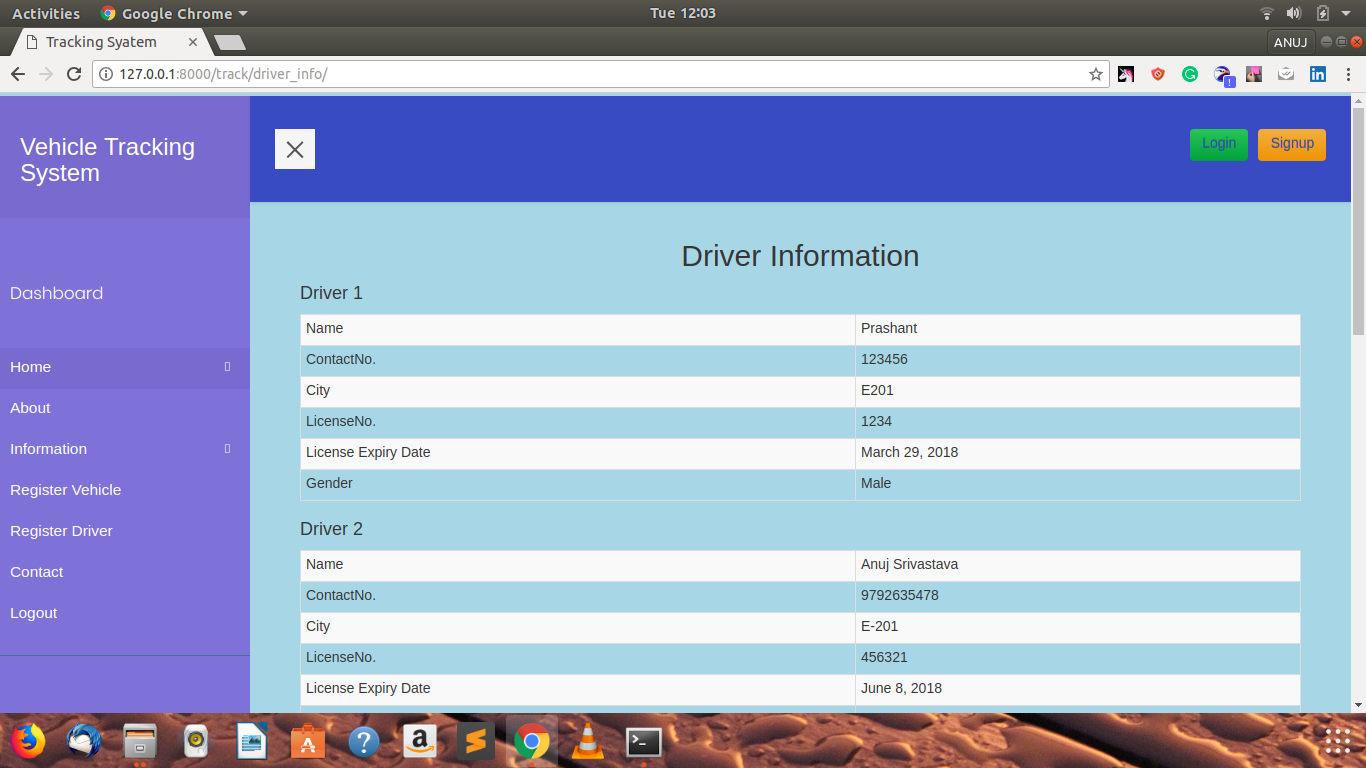 Activities Google Chrome Tue 12:03
Tracking Syatem ANUJ
127.0.0.1:8000/track/driver_info/
Vehicle Tracking
System
Login Signup
Dashboard
Home
About
Information
Register Vehicle
Register Driver
Contact
Logout
Driver Information
Driver 1
Name Prashant
ContactNo. 123456
City E201
LicenseNo. 1234
License Expiry Date March 29, 2018
Gender Male
Driver 2
Name Anuj Srivastava
ContactNo. 9792635478
City E-201
LicenseNo. 456321
License Expiry Date June 8, 2018